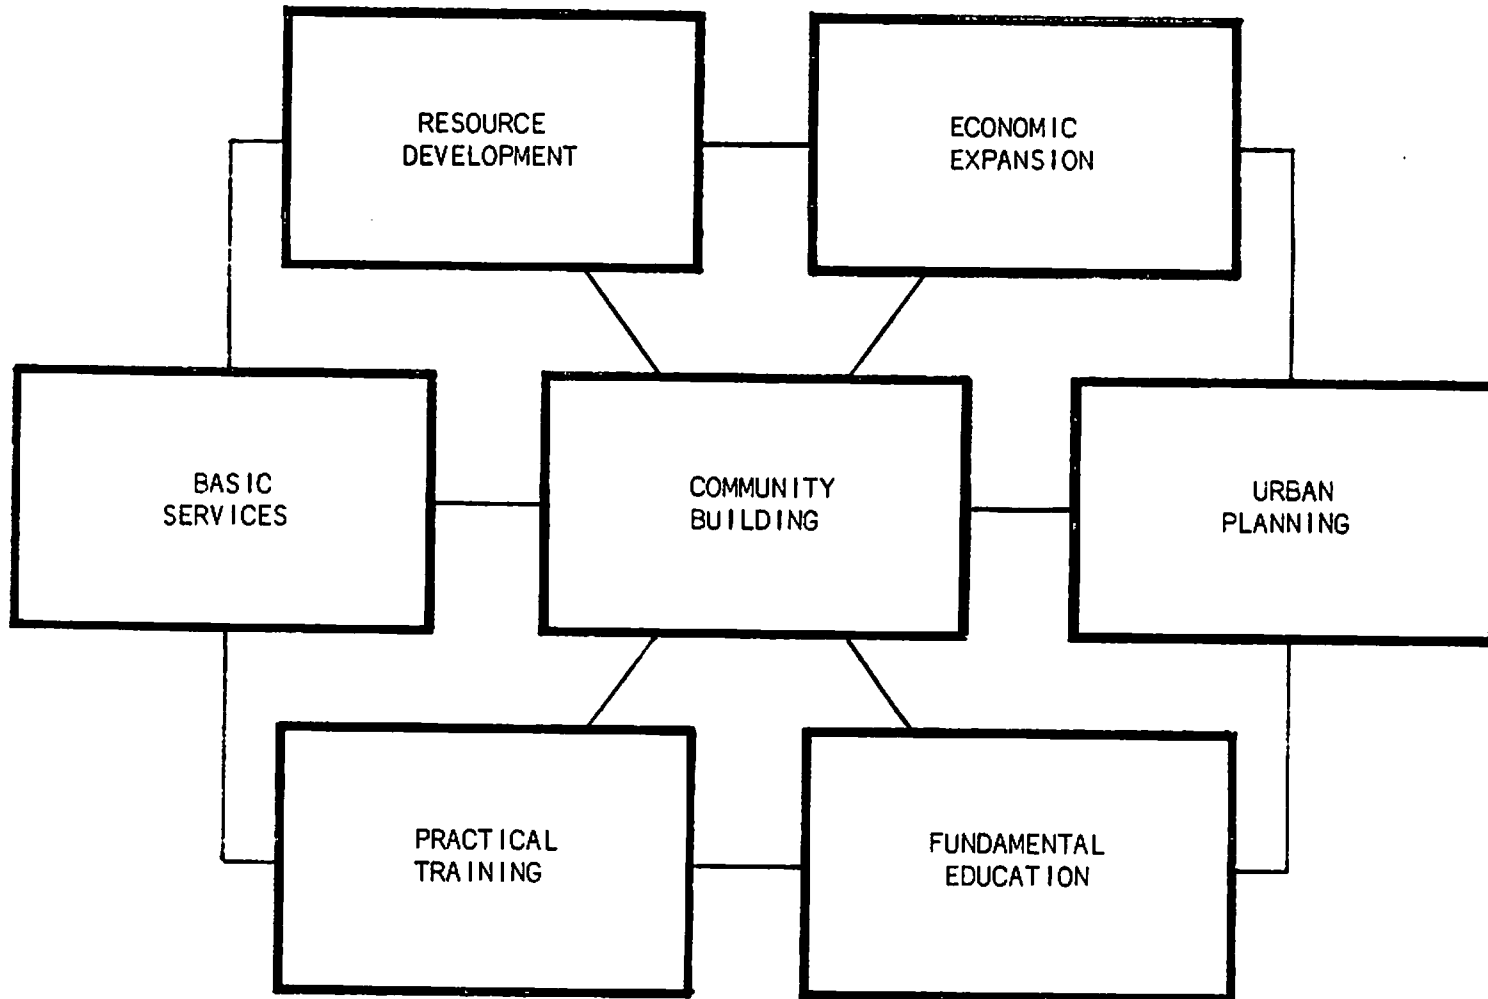 RESOURCE
DEVELOPMENT
ECONOMIC
EXPANSION
BASIC
SERVICES
COMMUNITY
BUILDING
URBAN
PLANNING
PRACTICAL
TRAINING
FUNDAMENTAL
EDUCATION